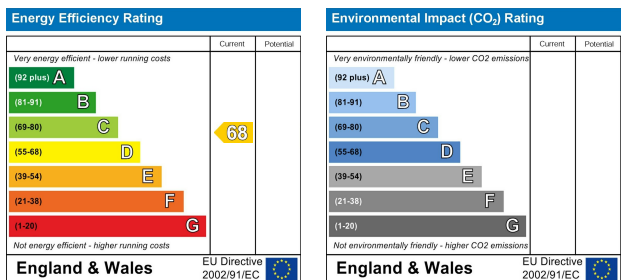 Energy Efficiency Rating
Current Potential
Very energy efficient - lower running costs
(92 plus) A
(81-91) B
(69-80) C
68
(55-68) D
(39-54) E
(21-38) F
(1-20) G
Not energy efficient - higher running costs
England & Wales
EU Directive
2002/91/EC
Environmental Impact (CO2) Rating
Current Potential
Very environmentally friendly - lower CO2 emissions
(92 plus) A
(81-91) B
(69-80) C
(55-68) D
(39-54) E
(21-38) F
(1-20) G
Not environmentally friendly - higher CO2 emissions
England & Wales
EU Directive
2002/91/EC